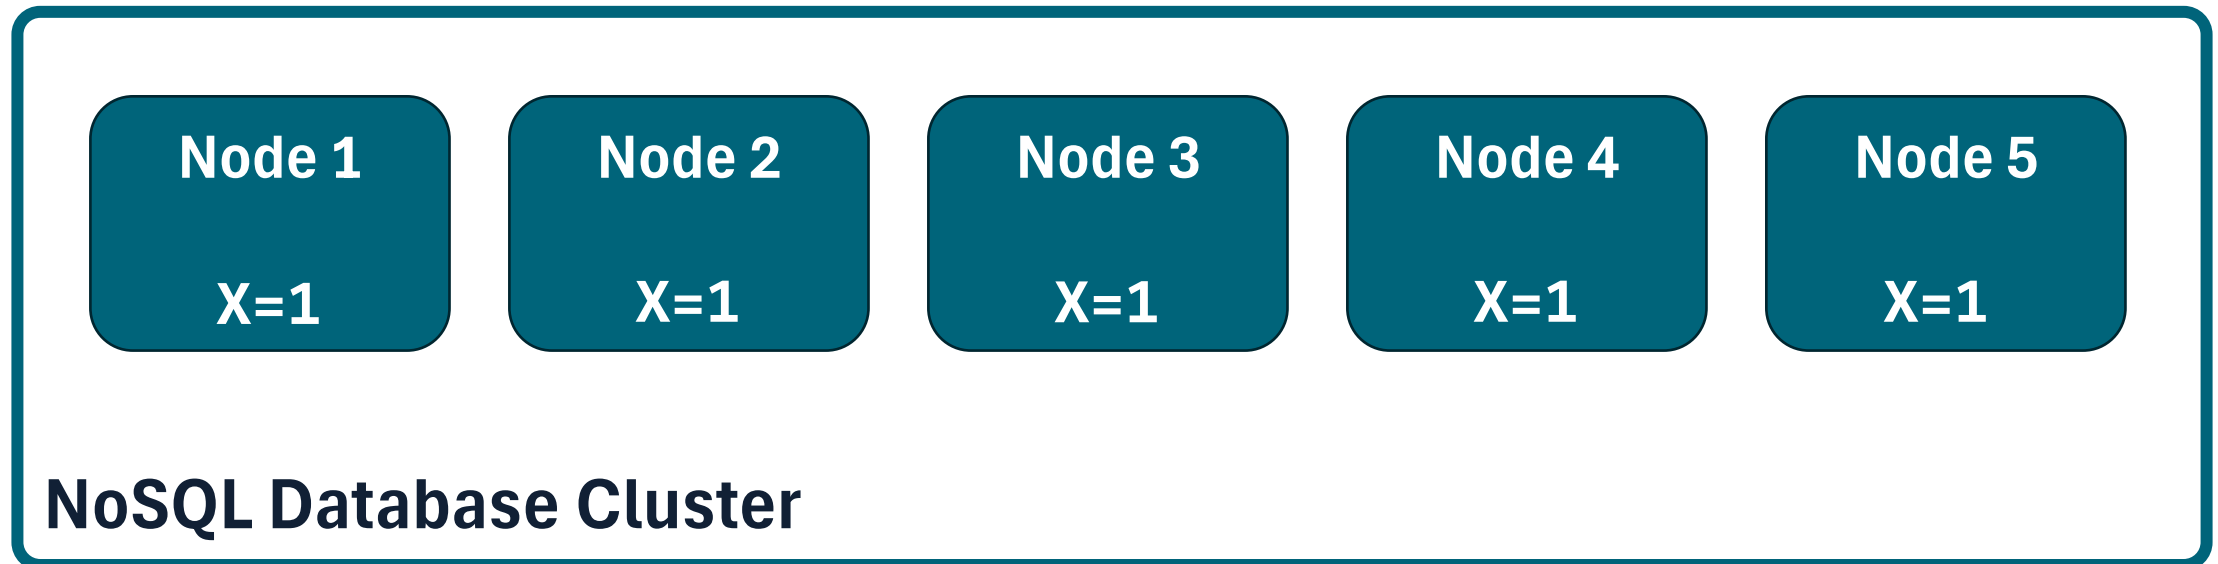 Node 1 Node 2 Node 3 Node 4 Node 5
X=1 X=1 X=1 X=1 X=1
NoSQL Database Cluster